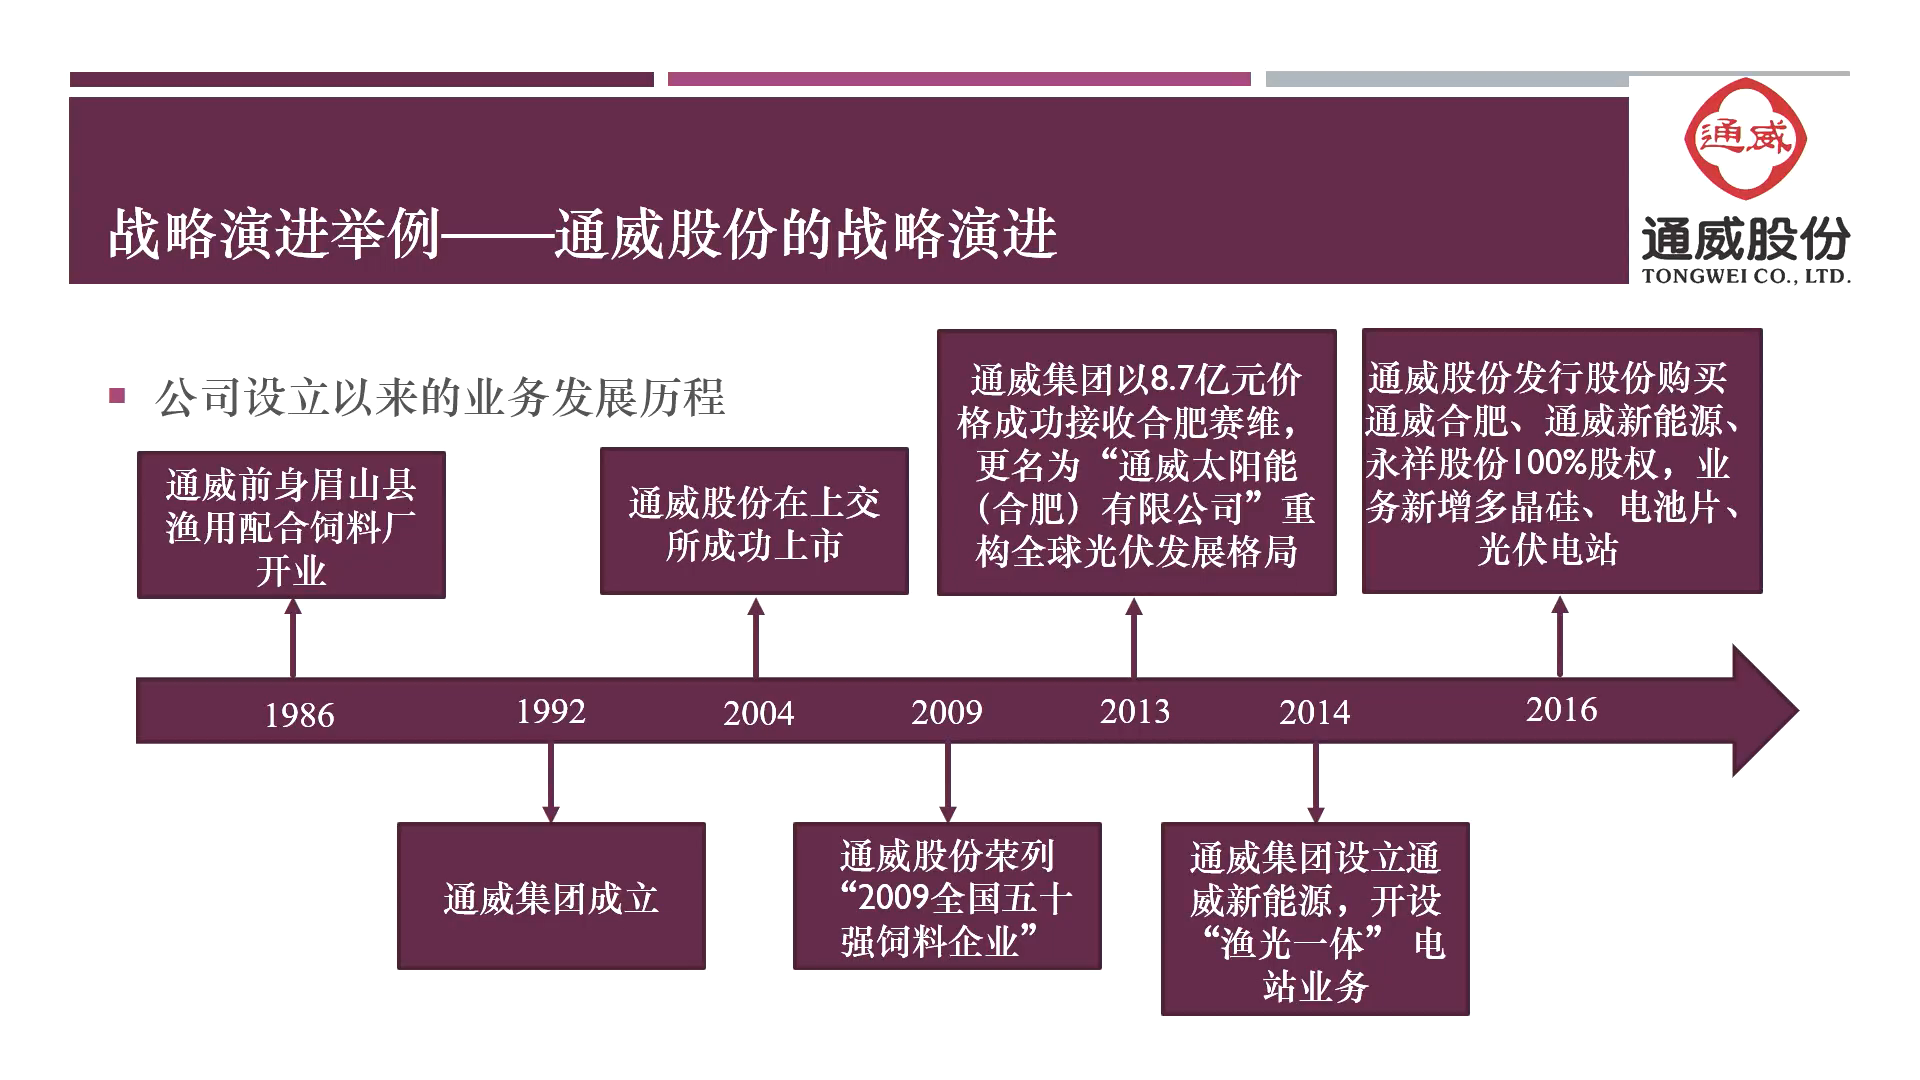 战略演进举例——通威股份的战略演进
通威
通威股份
TONGWEI CO., LTD.
公司设立以来的业务发展历程
通威前身眉山县
渔用配合饲料厂
开业
通威股份在上交
所成功上市
通威集团以8.7亿元价
格成功接收合肥赛维，
更名为“通威太阳能
（合肥）有限公司”重
构全球光伏发展格局
通威股份发行股份购买
通威合肥、通威新能源、
永祥股份100%股权，业
务新增多晶硅、电池片、
光伏电站
1986
1992
2004
2009
2013
2014
2016
通威集团成立
通威股份荣列
“2009全国五十
强饲料企业”
通威集团设立通
威新能源，开设
“渔光一体” 电
站业务